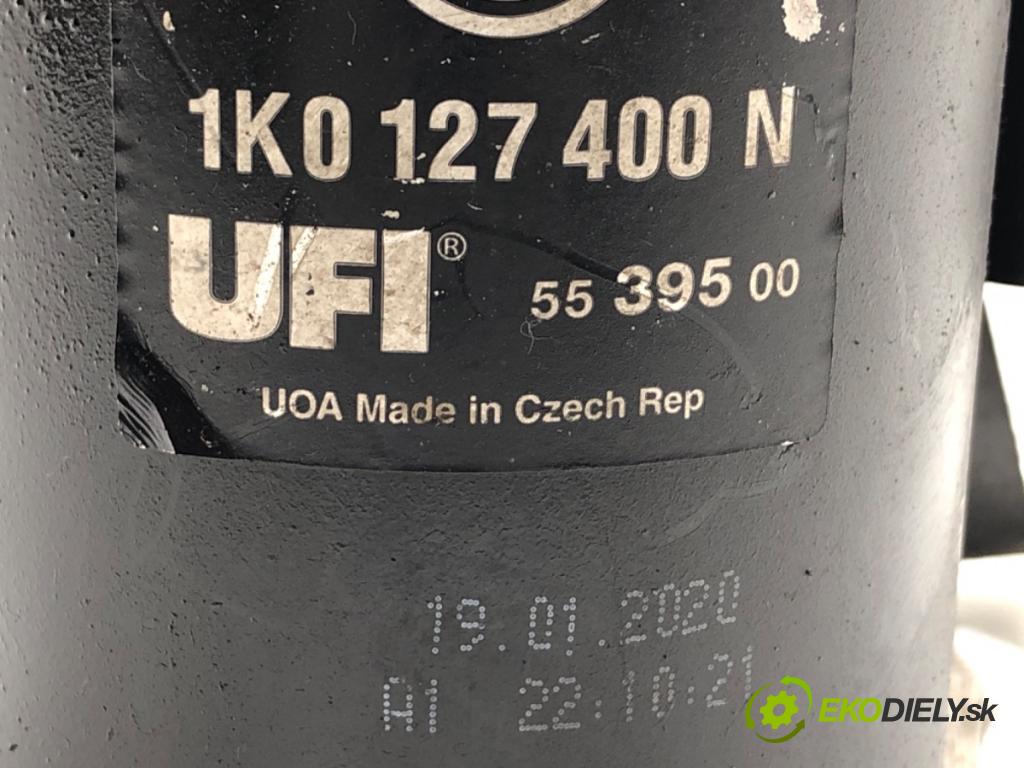 1K0 127 400 N
UFI® 55 395 00
UOA Made in Czech Rep
19.01.2020
A1 22:10:21
EKODIELY.sk